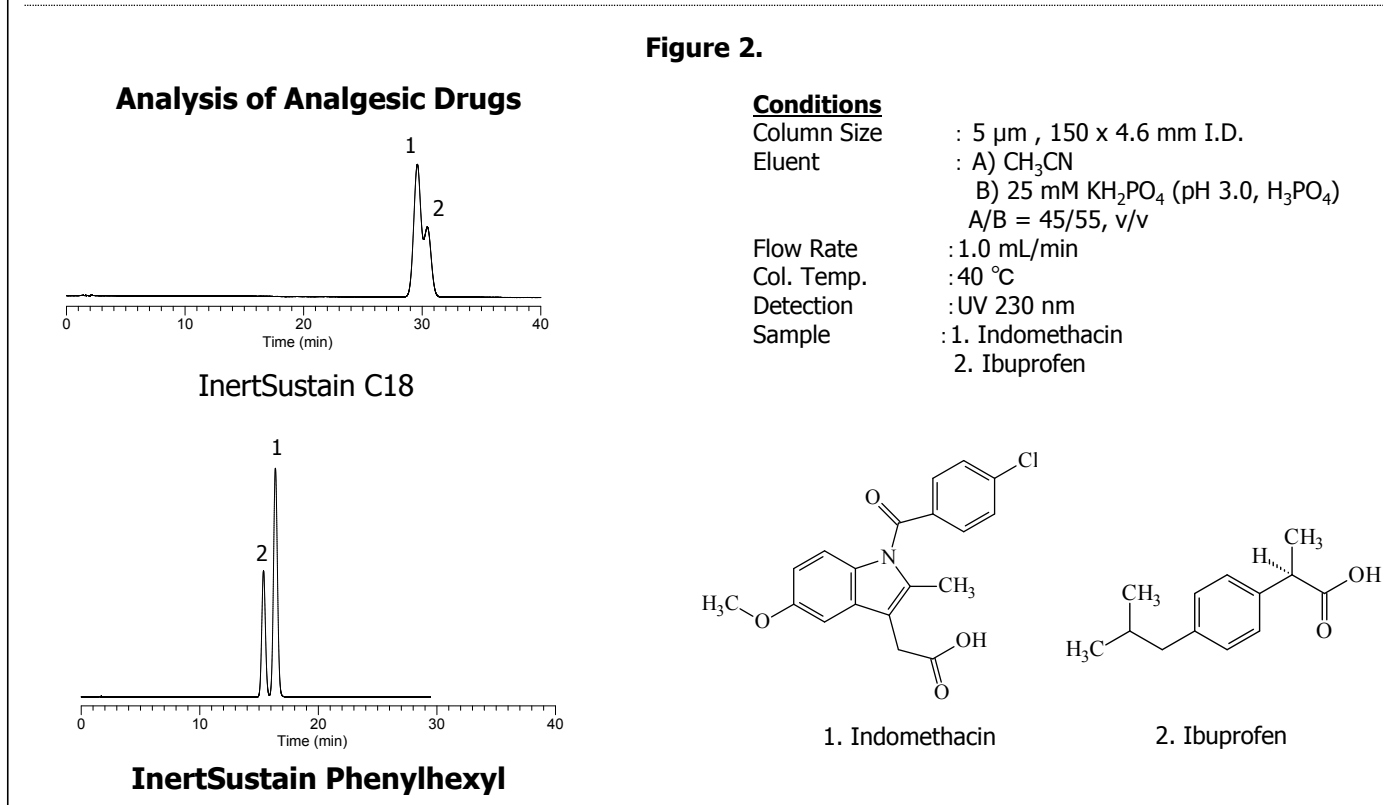 Figure 2.
Analysis of Analgesic Drugs
1
2
0 10 20 30 40
Time (min)
InertSustain C18
1
2
0 10 20 30 40
Time (min)
InertSustain Phenylhexyl
Conditions
Column Size : 5 µm , 150 x 4.6 mm I.D.
Eluent : A) CH₃CN
B) 25 mM KH₂PO₄ (pH 3.0, H₃PO₄)
A/B = 45/55, v/v
Flow Rate : 1.0 mL/min
Col. Temp. : 40 ℃
Detection : UV 230 nm
Sample : 1. Indomethacin
2. Ibuprofen
Cl
O
N
CH₃
H₃C
O
OH
O
1. Indomethacin
CH₃
H
OH
CH₃
O
H₃C
2. Ibuprofen